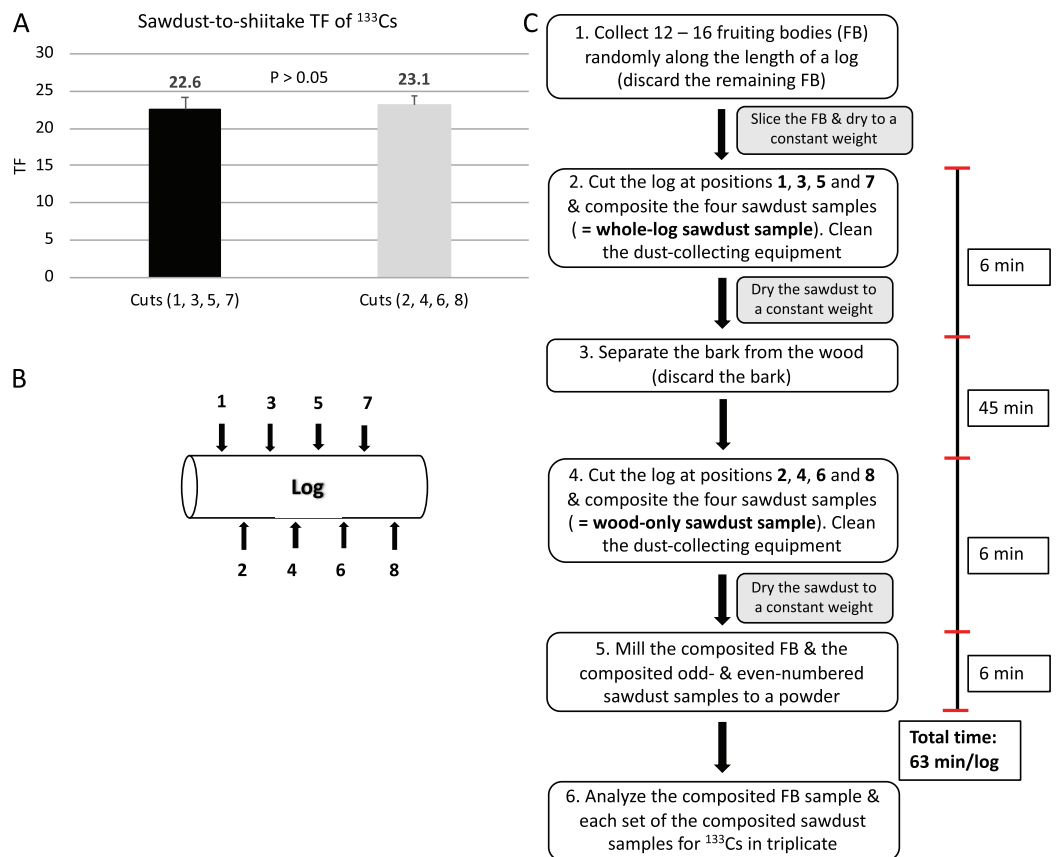 A
Sawdust-to-shiitake TF of ¹³³Cs
30
25
20
15
10
5
0
TF
22.6
P > 0.05
23.1
Cuts (1, 3, 5, 7)
Cuts (2, 4, 6, 8)
B
1 3 5 7
Log
2 4 6 8
C
1. Collect 12 – 16 fruiting bodies (FB)
randomly along the length of a log
(discard the remaining FB)
Slice the FB & dry to a
constant weight
2. Cut the log at positions 1, 3, 5 and 7
& composite the four sawdust samples
( = whole-log sawdust sample). Clean
the dust-collecting equipment
6 min
Dry the sawdust to
a constant weight
3. Separate the bark from the wood
(discard the bark)
45 min
4. Cut the log at positions 2, 4, 6 and 8
& composite the four sawdust samples
( = wood-only sawdust sample). Clean
the dust-collecting equipment
6 min
Dry the sawdust to
a constant weight
5. Mill the composited FB & the
composited odd- & even-numbered
sawdust samples to a powder
6 min
Total time:
63 min/log
6. Analyze the composited FB sample &
each set of the composited sawdust
samples for ¹³³Cs in triplicate